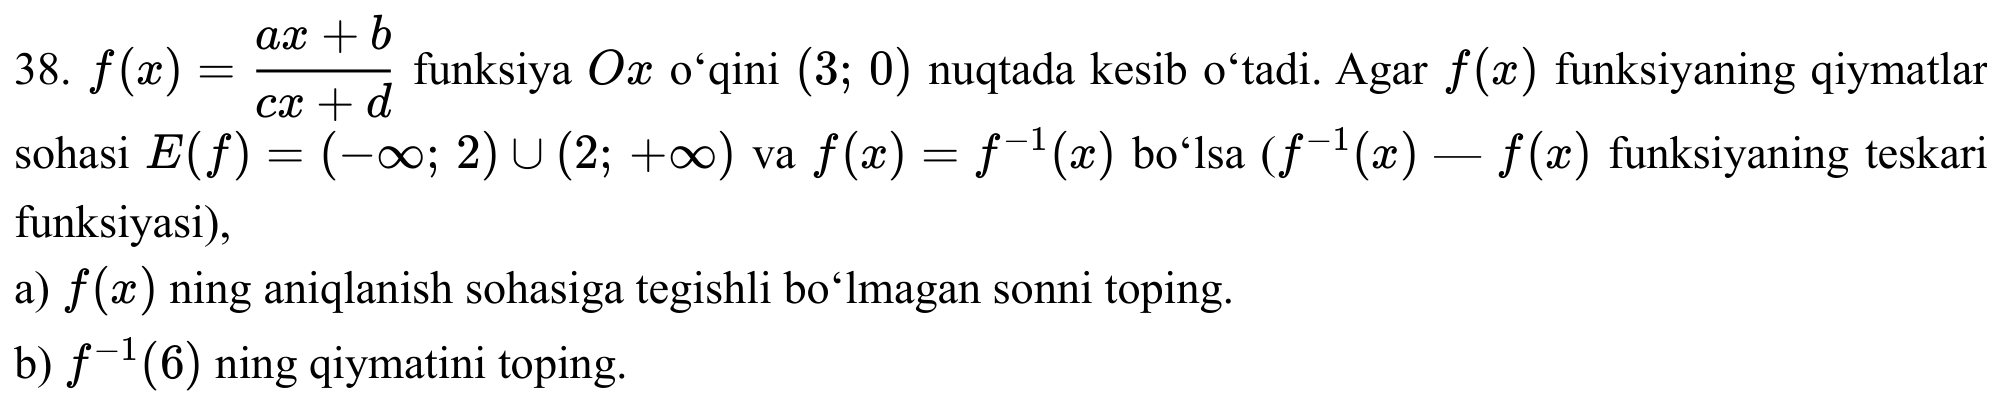 38. f(x) = \frac{ax + b}{cx + d} funksiya Ox o‘qini (3; 0) nuqtada kesib o‘tadi. Agar f(x) funksiyaning qiymatlar
sohasi E(f) = (−∞; 2) ∪ (2; +∞) va f(x) = f⁻¹(x) bo‘lsa (f⁻¹(x) — f(x) funksiyaning teskari
funksiyasi),
a) f(x) ning aniqlanish sohasiga tegishli bo‘lmagan sonni toping.
b) f⁻¹(6) ning qiymatini toping.